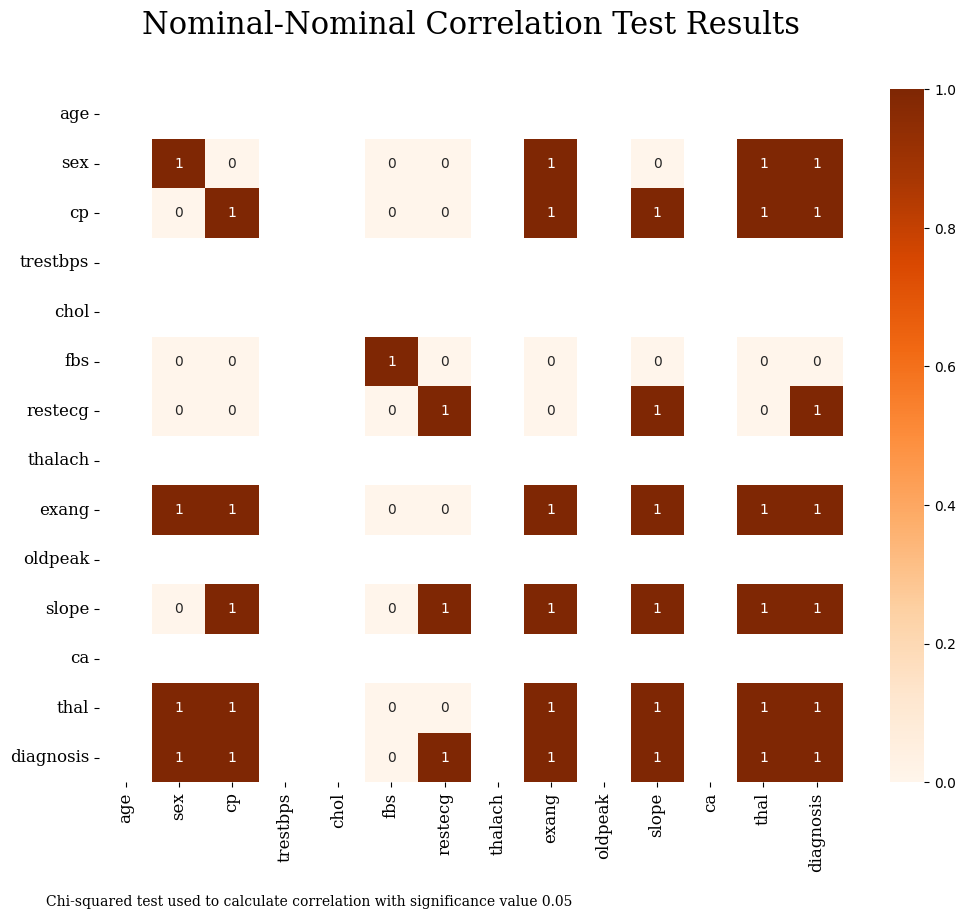 Nominal-Nominal Correlation Test Results
age
sex 1 0 0 0 1 0 1 1
cp 0 1 0 0 1 1 1 1
trestbps
chol
fbs 0 0 1 0 0 0 0 0
restecg 0 0 0 1 0 1 0 1
thalach
exang 1 1 0 0 1 1 1 1
oldpeak
slope 0 1 0 1 1 1 1 1
ca
thal 1 1 0 0 1 1 1 1
diagnosis 1 1 0 1 1 1 1 1
age sex cp trestbps chol fbs restecg thalach exang oldpeak slope ca thal diagnosis
1.0
0.8
0.6
0.4
0.2
0.0
Chi-squared test used to calculate correlation with significance value 0.05